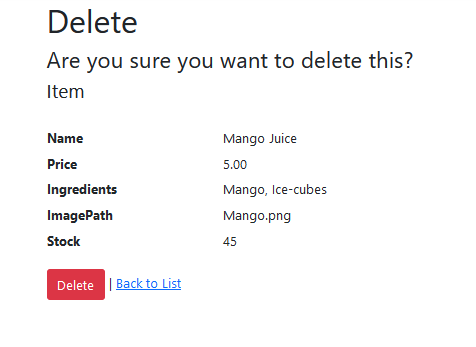 Delete
Are you sure you want to delete this?
Item
Name Mango Juice
Price 5.00
Ingredients Mango, Ice-cubes
ImagePath Mango.png
Stock 45
Delete | Back to List